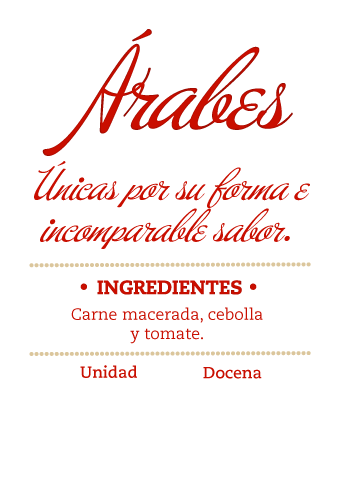 Árabes
Únicas por su forma e
incomparable sabor.
• INGREDIENTES •
Carne macerada, cebolla
y tomate.
Unidad Docena